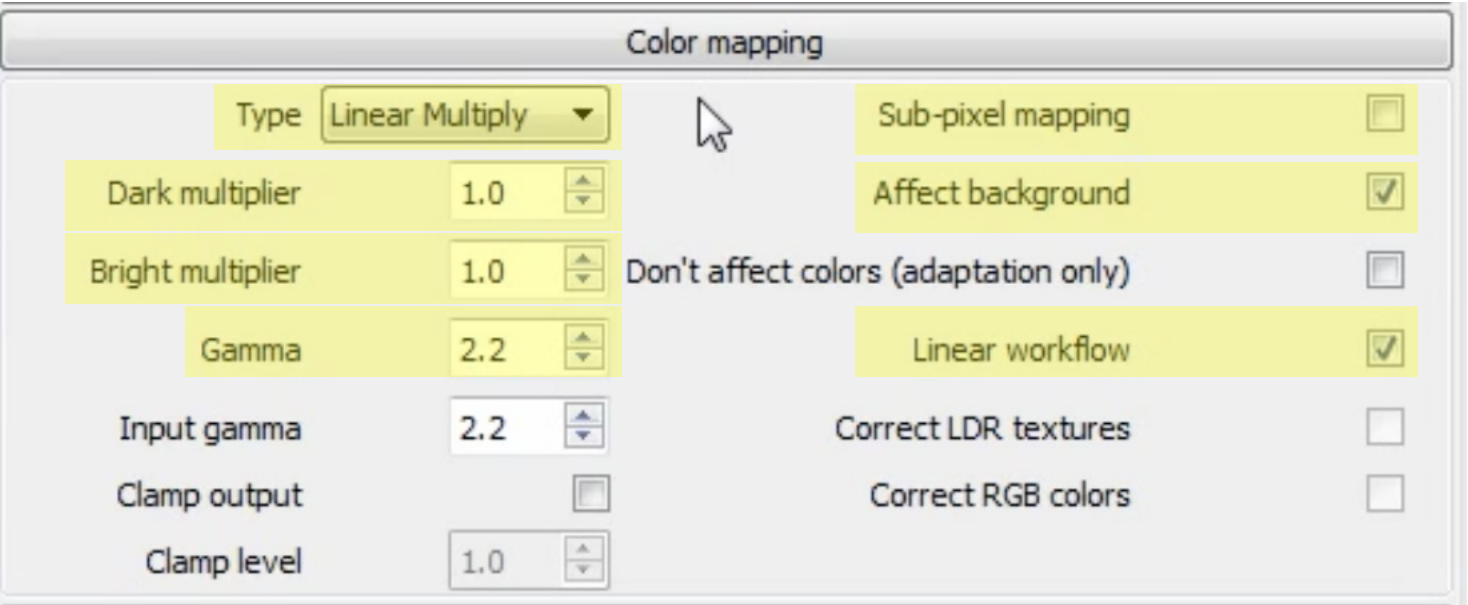 Color mapping
Type Linear Multiply Sub-pixel mapping
Dark multiplier 1.0 Affect background
Bright multiplier 1.0 Don't affect colors (adaptation only)
Gamma 2.2 Linear workflow
Input gamma 2.2 Correct LDR textures
Clamp output Correct RGB colors
Clamp level 1.0